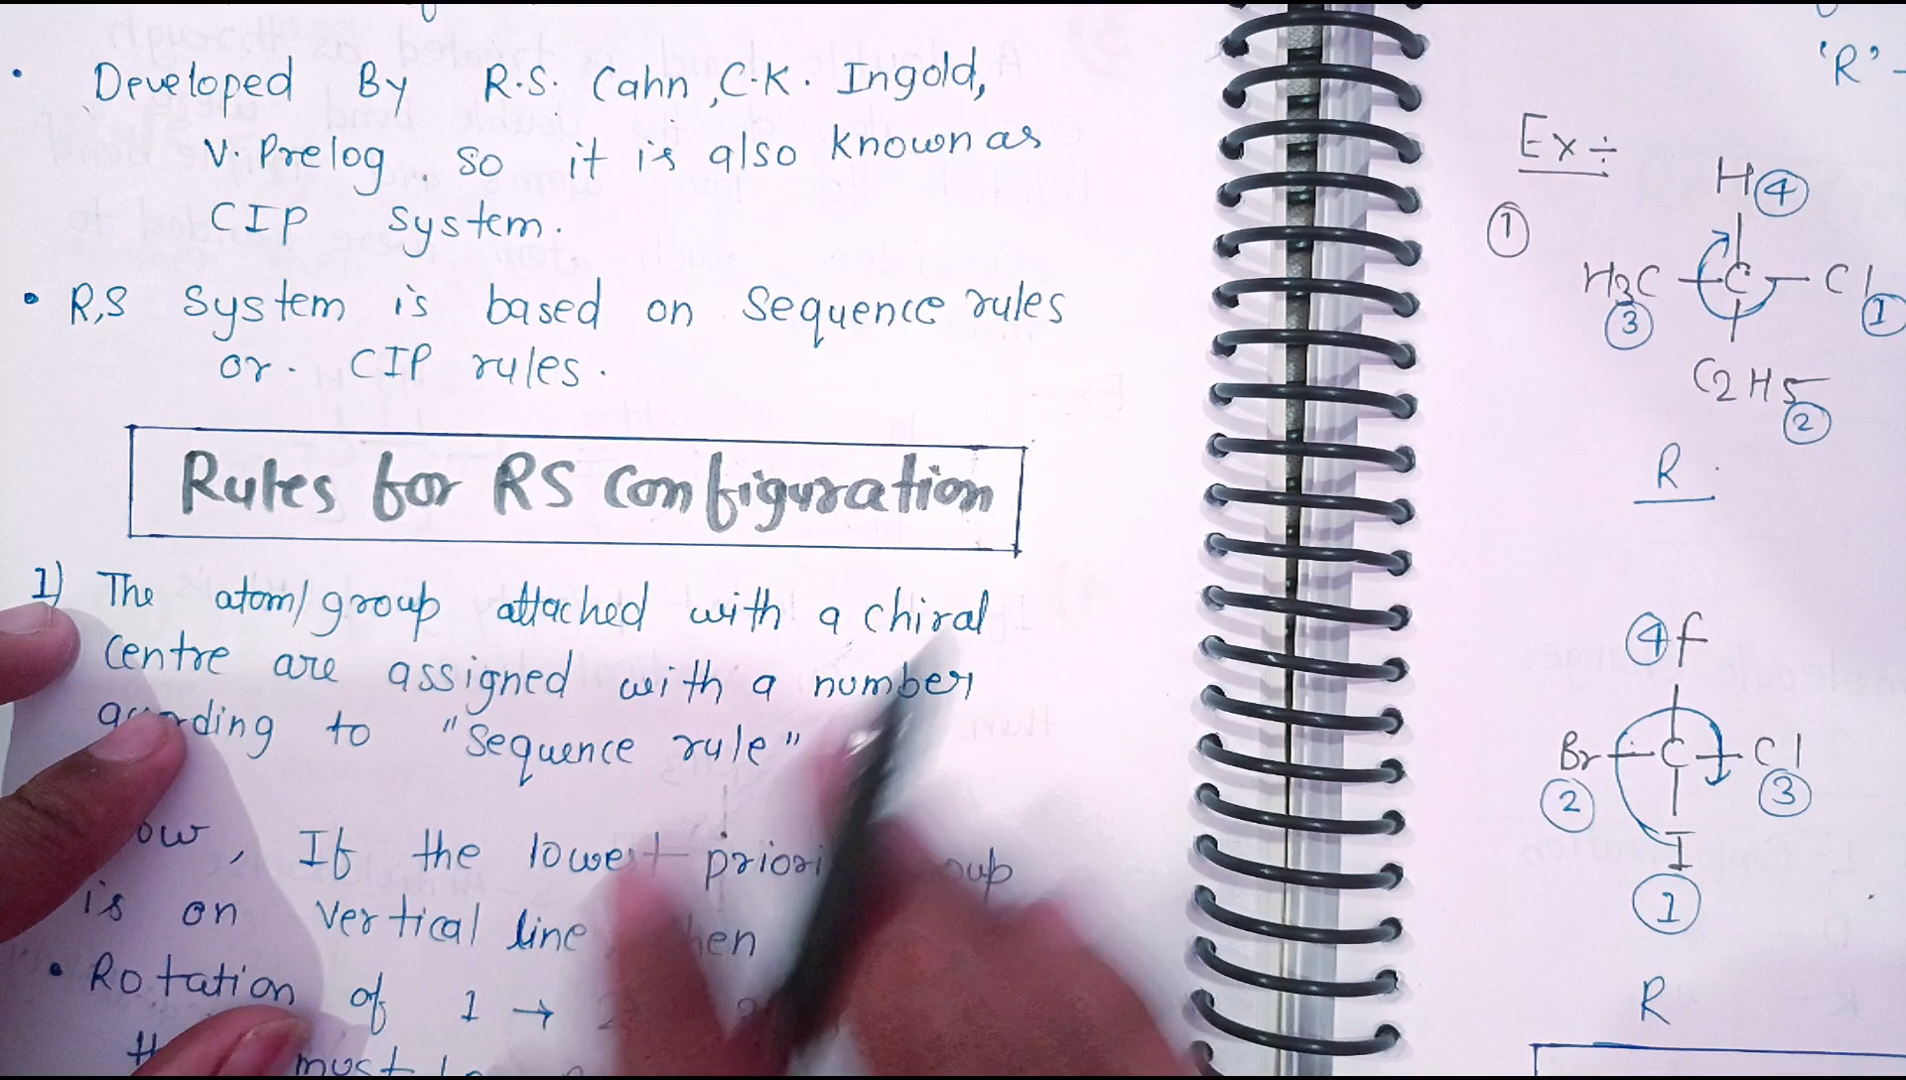 • Developed By R.S. Cahn, C.K. Ingold,
V. Prelog. so it is also known as
CIP system.
• R,S system is based on Sequence rules
or. CIP rules.
Rules for RS Configuration
1) The atom/group attached with a chiral
centre are assigned with a number
to "Sequence rule"
, If the lowest
is on vertical line,
• Rotation of 1 →
must
'R' -
Ex ÷
1
H 4
H3C C Cl
3 1
C2H5
2
R
4 f
Br C Cl
2 3
I
1
R